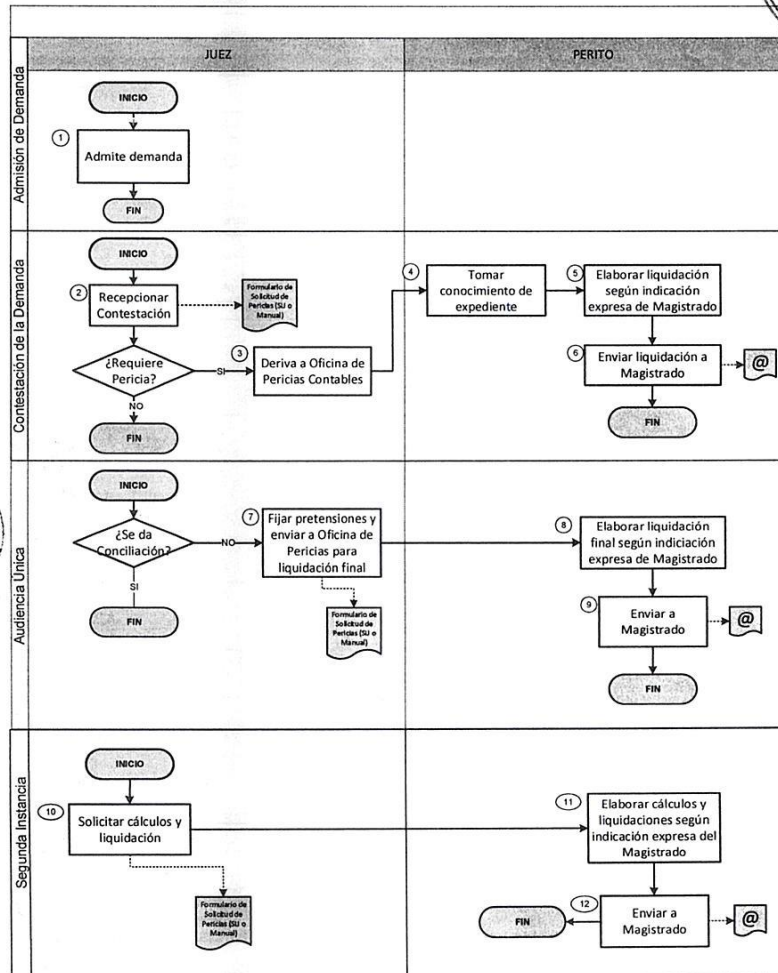 JUEZ
PERITO
Admisión de Demanda
INICIO
1
Admite demanda
FIN
Contestación de la Demanda
INICIO
2
Recepcionar
Contestación
Formulario de
Solicitud de
Pericias (SIJ o
Manual)
¿Requiere
Pericia?
SI
NO
FIN
3
Deriva a Oficina de
Pericias Contables
4
Tomar
conocimiento de
expediente
5
Elaborar liquidación
según indicación
expresa de Magistrado
6
Enviar liquidación a
Magistrado
@
FIN
Audiencia Unica
INICIO
¿Se da
Conciliación?
NO
SI
FIN
7
Fijar pretensiones y
enviar a Oficina de
Pericias para
liquidación final
Formulario de
Solicitud de
Pericias (SIJ o
Manual)
8
Elaborar liquidación
final según indiciación
expresa de Magistrado
9
Enviar a
Magistrado
@
FIN
Segunda Instancia
INICIO
10
Solicitar cálculos y
liquidación
Formulario de
Solicitud de
Pericias (SIJ o
Manual)
11
Elaborar cálculos y
liquidaciones según
indicación expresa del
Magistrado
12
Enviar a
Magistrado
@
FIN